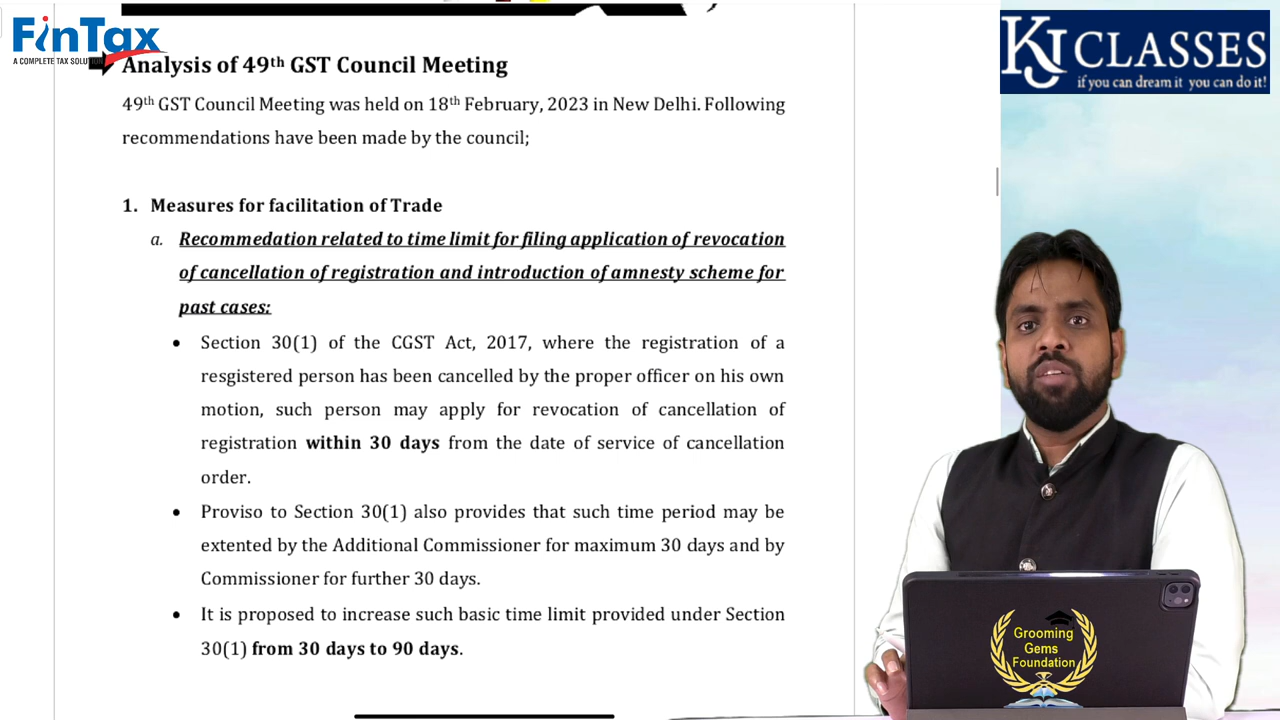 FinTax
A COMPLETE TAX SOLUTION
KJ CLASSES
if you can dream it you can do it!
Analysis of 49th GST Council Meeting
49th GST Council Meeting was held on 18th February, 2023 in New Delhi. Following
recommendations have been made by the council;
1. Measures for facilitation of Trade
a. Recommedation related to time limit for filing application of revocation
of cancellation of registration and introduction of amnesty scheme for
past cases;
• Section 30(1) of the CGST Act, 2017, where the registration of a
resgistered person has been cancelled by the proper officer on his own
motion, such person may apply for revocation of cancellation of
registration within 30 days from the date of service of cancellation
order.
• Proviso to Section 30(1) also provides that such time period may be
extented by the Additional Commissioner for maximum 30 days and by
Commissioner for further 30 days.
• It is proposed to increase such basic time limit provided under Section
30(1) from 30 days to 90 days.
Grooming
Gems
Foundation